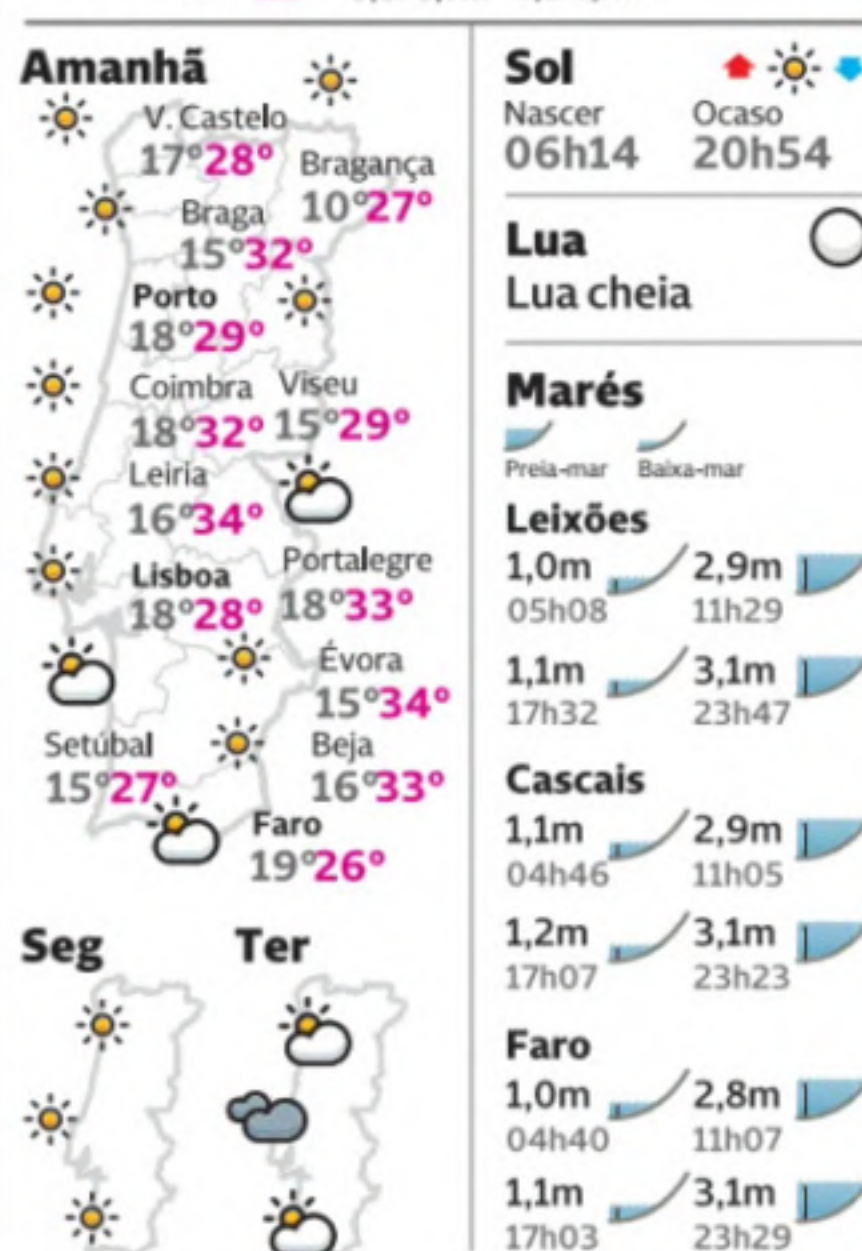 Amanhã
V. Castelo
17° 28°
Bragança
10° 27°
Braga
15° 32°
Porto
18° 29°
Coimbra
18° 32°
Viseu
15° 29°
Leiria
16° 34°
Lisboa
18° 28°
Portalegre
18° 33°
Évora
15° 34°
Setúbal
15° 27°
Beja
16° 33°
Faro
19° 26°
Seg
Ter
Sol
Nascer Ocaso
06h14 20h54
Lua
Lua cheia
Marés
Preia-mar Baixa-mar
Leixões
1,0m 2,9m
05h08 11h29
1,1m 3,1m
17h32 23h47
Cascais
1,1m 2,9m
04h46 11h05
1,2m 3,1m
17h07 23h23
Faro
1,0m 2,8m
04h40 11h07
1,1m 3,1m
17h03 23h29